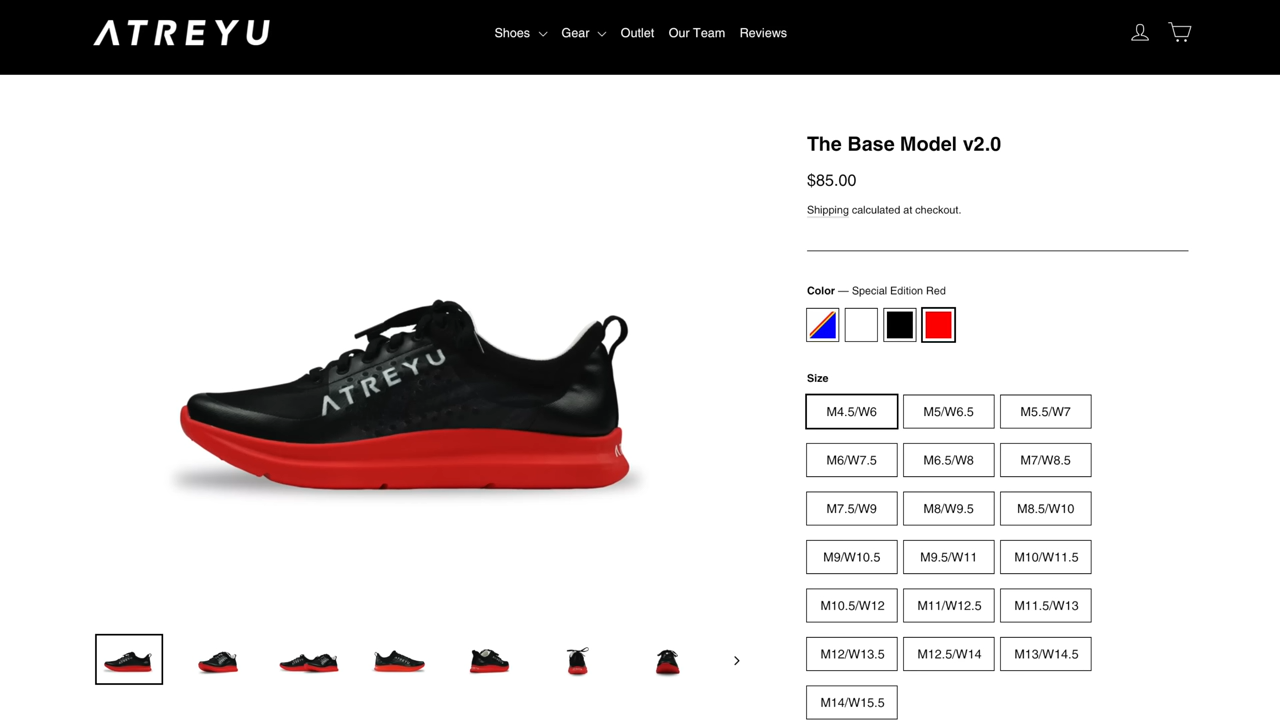 ATREYU
Shoes Gear Outlet Our Team Reviews
The Base Model v2.0
$85.00
Shipping calculated at checkout.
Color — Special Edition Red
ATREYU
Size
M4.5/W6 M5/W6.5 M5.5/W7
M6/W7.5 M6.5/W8 M7/W8.5
M7.5/W9 M8/W9.5 M8.5/W10
M9/W10.5 M9.5/W11 M10/W11.5
M10.5/W12 M11/W12.5 M11.5/W13
M12/W13.5 M12.5/W14 M13/W14.5
M14/W15.5